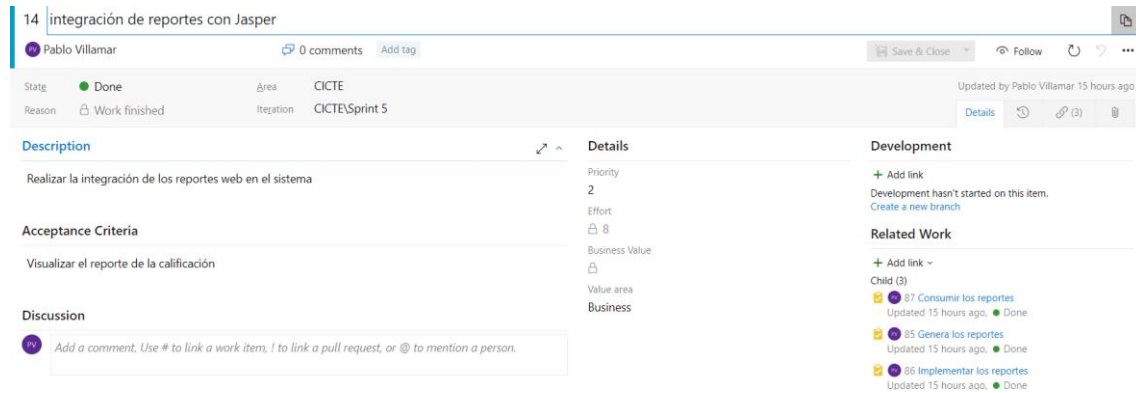 14 integración de reportes con Jasper
PV Pablo Villamar 0 comments Add tag Save & Close Follow
State Done Area CICTE Updated by Pablo Villamar 15 hours ago
Reason Work finished Iteration CICTE\Sprint 5
Details (3)
Description
Realizar la integración de los reportes web en el sistema
Acceptance Criteria
Visualizar el reporte de la calificación
Discussion
PV Add a comment. Use # to link a work item, ! to link a pull request, or @ to mention a person.
Details
Priority
2
Effort
8
Business Value
Value area
Business
Development
+ Add link
Development hasn't started on this item.
Create a new branch
Related Work
+ Add link
Child (3)
PV 87 Consumir los reportes
Updated 15 hours ago, Done
PV 85 Genera los reportes
Updated 15 hours ago, Done
PV 86 Implementar los reportes
Updated 15 hours ago, Done